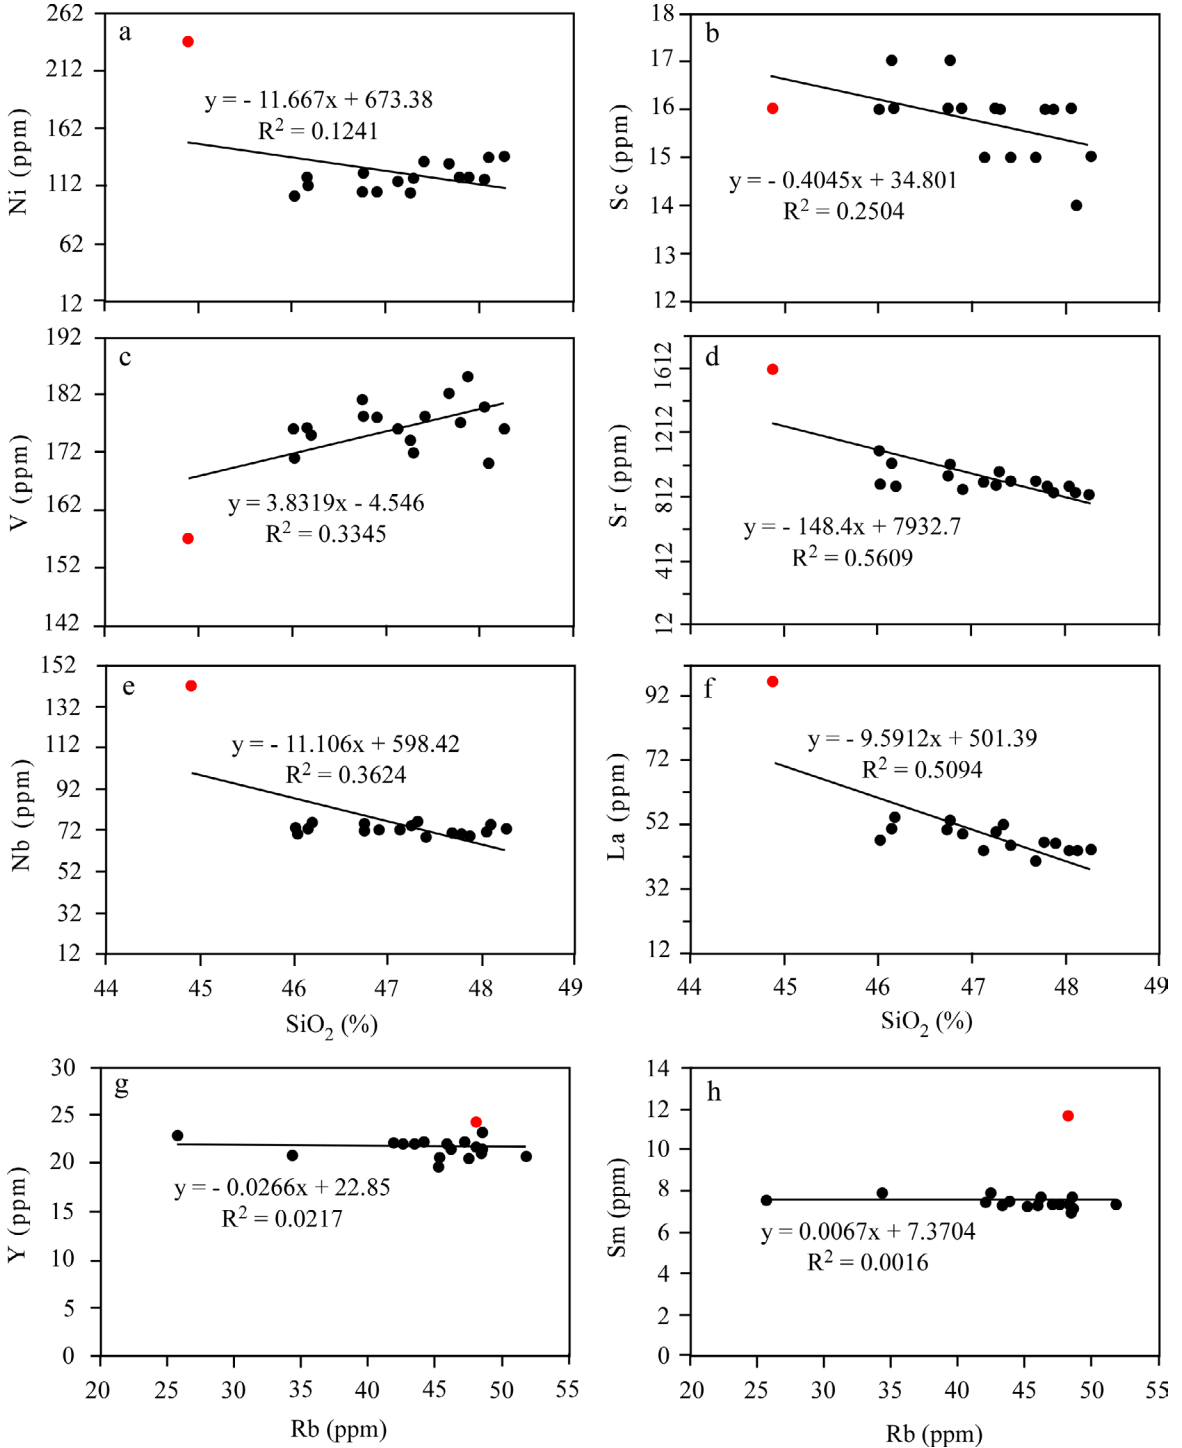 a
262
212
162
112
62
12
Ni (ppm)
y = - 11.667x + 673.38
R2 = 0.1241
b
18
17
16
15
14
13
12
Sc (ppm)
y = - 0.4045x + 34.801
R2 = 0.2504
c
192
182
172
162
152
142
V (ppm)
y = 3.8319x - 4.546
R2 = 0.3345
d
1612
1212
812
412
12
Sr (ppm)
y = - 148.4x + 7932.7
R2 = 0.5609
e
152
132
112
92
72
52
32
12
Nb (ppm)
y = - 11.106x + 598.42
R2 = 0.3624
44 45 46 47 48 49
SiO2 (%)
f
92
72
52
32
12
La (ppm)
y = - 9.5912x + 501.39
R2 = 0.5094
44 45 46 47 48 49
SiO2 (%)
g
30
25
20
15
10
5
0
Y (ppm)
y = - 0.0266x + 22.85
R2 = 0.0217
20 25 30 35 40 45 50 55
Rb (ppm)
h
14
12
10
8
6
4
2
0
Sm (ppm)
y = 0.0067x + 7.3704
R2 = 0.0016
20 25 30 35 40 45 50 55
Rb (ppm)